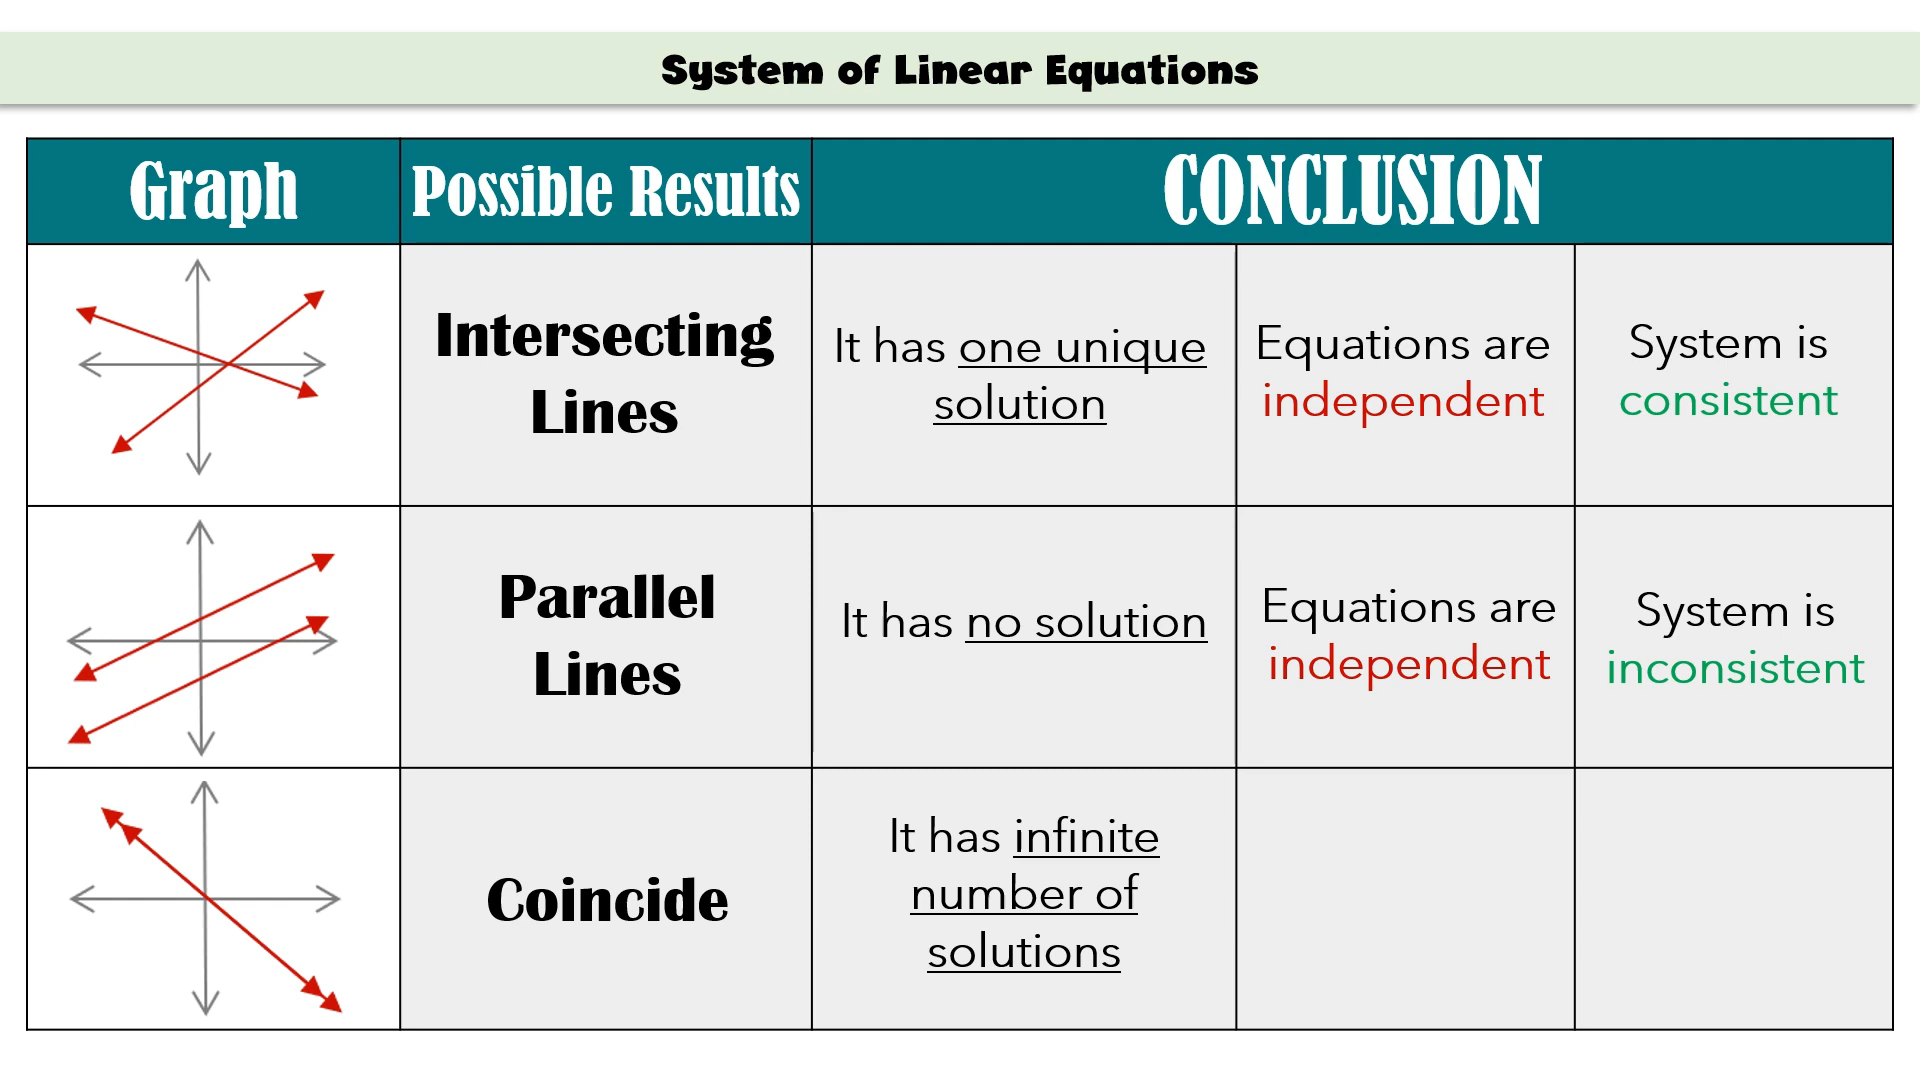 System of Linear Equations
Graph
Possible Results
CONCLUSION
Intersecting
Lines
It has one unique
solution
Equations are
independent
System is
consistent
Parallel
Lines
It has no solution
Equations are
independent
System is
inconsistent
Coincide
It has infinite
number of
solutions